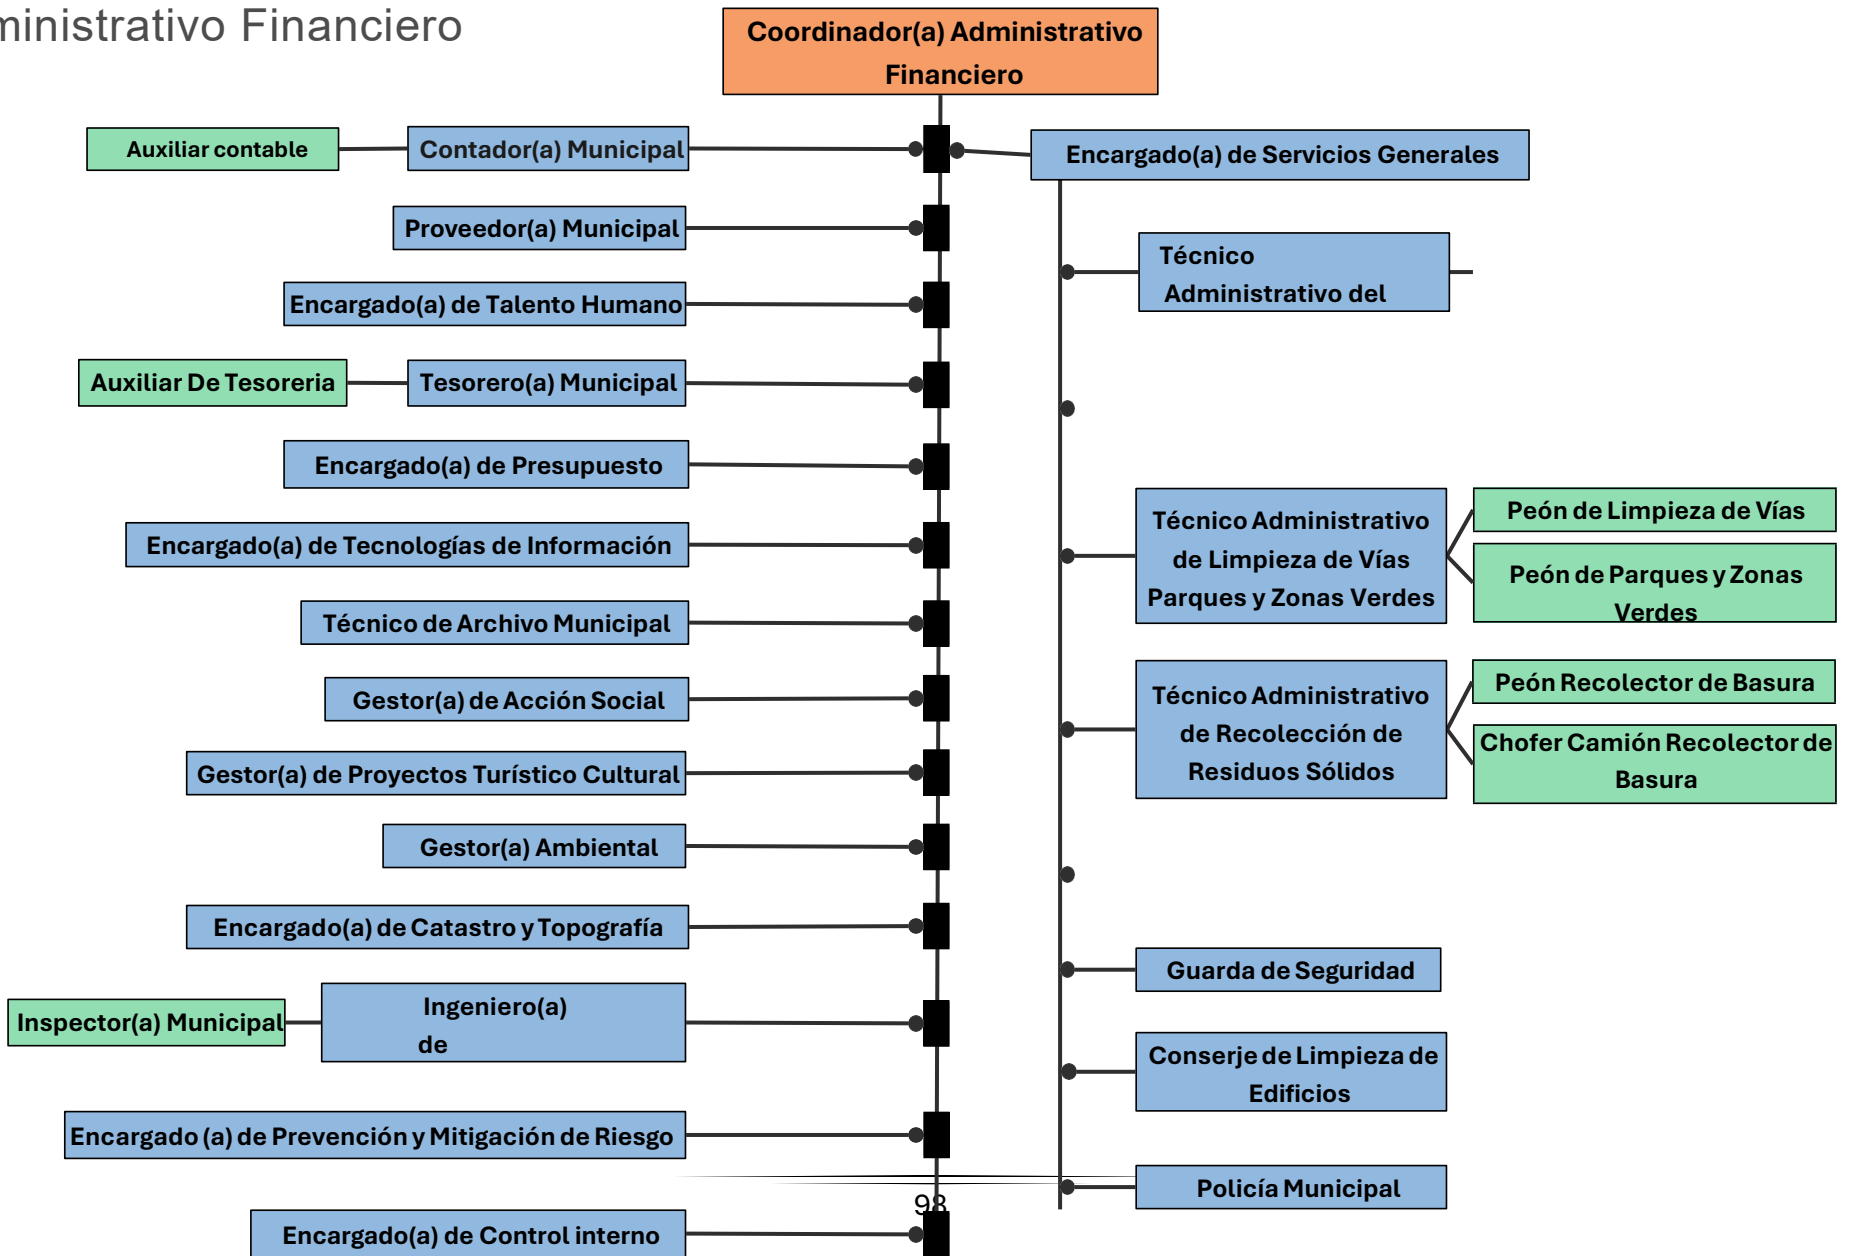 ministrativo Financiero
Coordinador(a) Administrativo
Financiero
Auxiliar contable
Contador(a) Municipal
Encargado(a) de Servicios Generales
Proveedor(a) Municipal
Técnico
Administrativo del
Encargado(a) de Talento Humano
Auxiliar De Tesoreria
Tesorero(a) Municipal
Encargado(a) de Presupuesto
Técnico Administrativo
de Limpieza de Vías
Parques y Zonas Verdes
Peón de Limpieza de Vías
Peón de Parques y Zonas
Verdes
Encargado(a) de Tecnologías de Información
Técnico de Archivo Municipal
Gestor(a) de Acción Social
Técnico Administrativo
de Recolección de
Residuos Sólidos
Peón Recolector de Basura
Chofer Camión Recolector de
Basura
Gestor(a) de Proyectos Turístico Cultural
Gestor(a) Ambiental
Encargado(a) de Catastro y Topografía
Guarda de Seguridad
Inspector(a) Municipal
Ingeniero(a)
de
Conserje de Limpieza de
Edificios
Encargado (a) de Prevención y Mitigación de Riesgo
Policía Municipal
98
Encargado(a) de Control interno